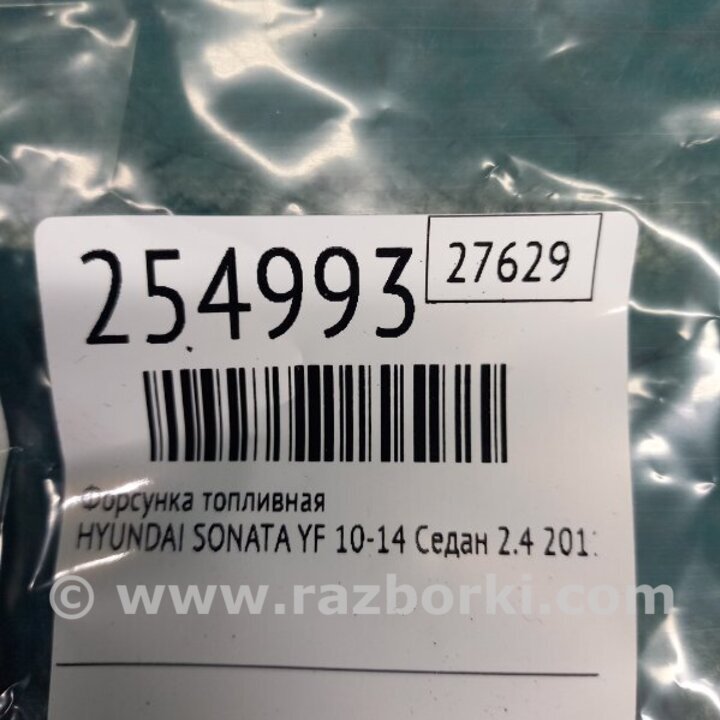 254993
27629
Форсунка топливная
HYUNDAI SONATA YF 10-14 Седан 2.4
© www.razborki.com